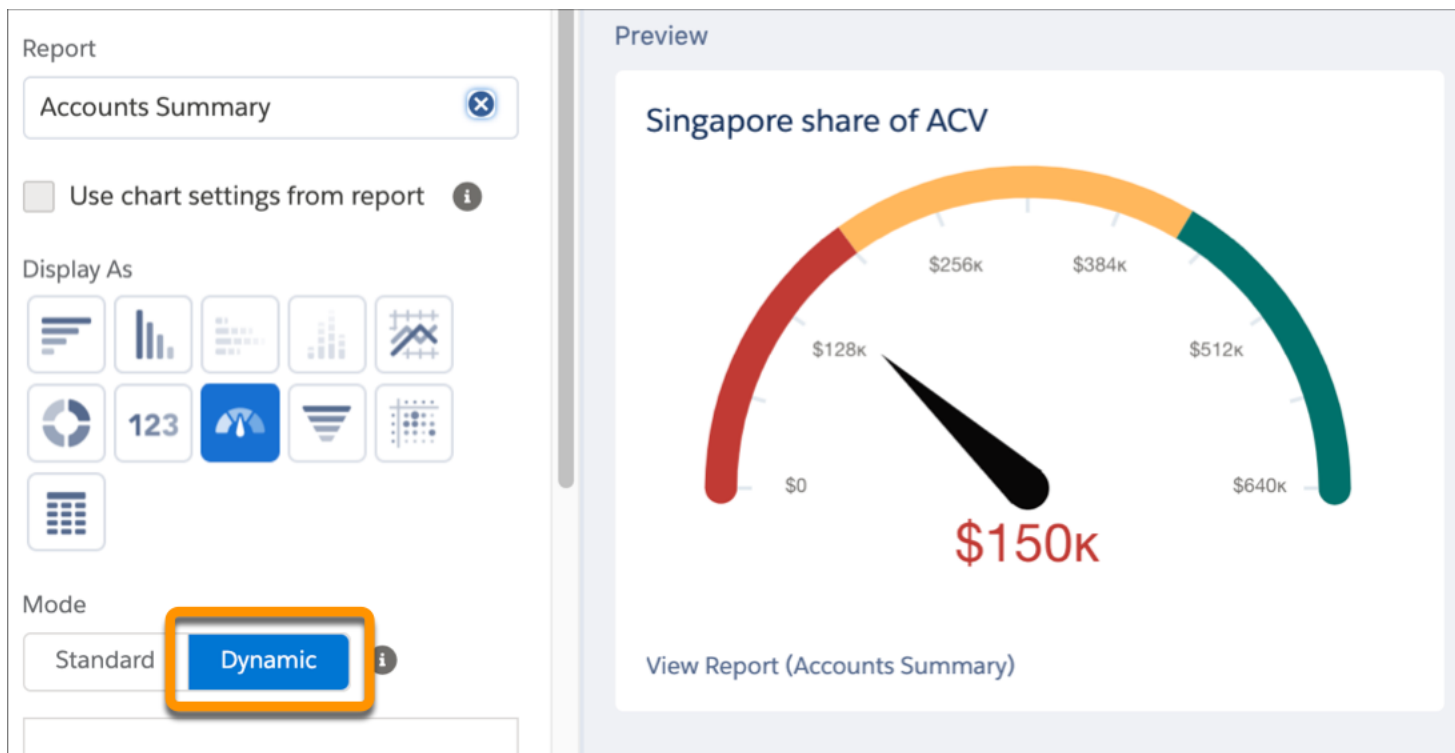 Report
Accounts Summary
Use chart settings from report
Display As
123
Mode
Standard
Dynamic
Preview
Singapore share of ACV
$256K
$384K
$128K
$512K
$0
$640K
$150K
View Report (Accounts Summary)